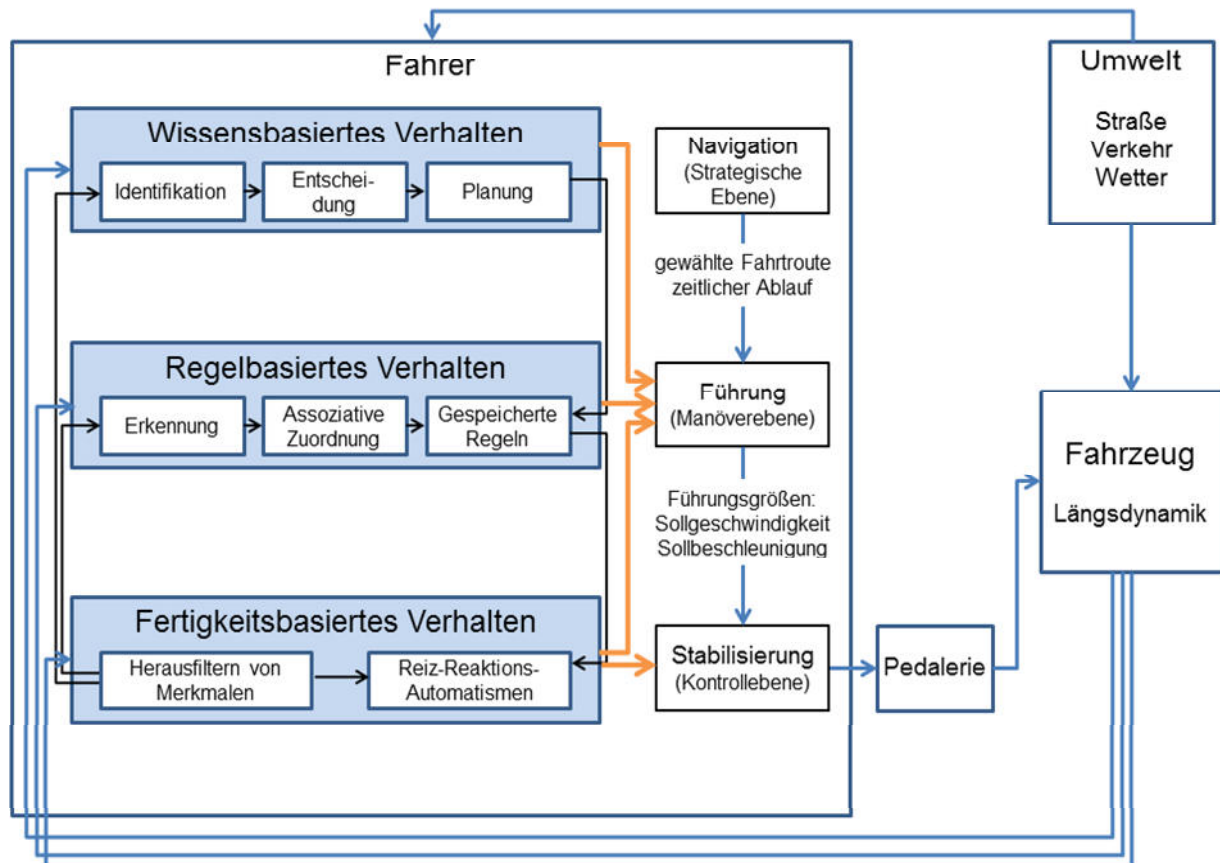 Fahrer
Wissensbasiertes Verhalten
Identifikation
Entschei-
dung
Planung
Navigation
(Strategische
Ebene)
gewählte Fahrtroute
zeitlicher Ablauf
Regelbasiertes Verhalten
Erkennung
Assoziative
Zuordnung
Gespeicherte
Regeln
Führung
(Manöverebene)
Führungsgrößen:
Sollgeschwindigkeit
Sollbeschleunigung
Fertigkeitsbasiertes Verhalten
Herausfiltern von
Merkmalen
Reiz-Reaktions-
Automatismen
Stabilisierung
(Kontrollebene)
Pedalerie
Umwelt
Straße
Verkehr
Wetter
Fahrzeug
Längsdynamik